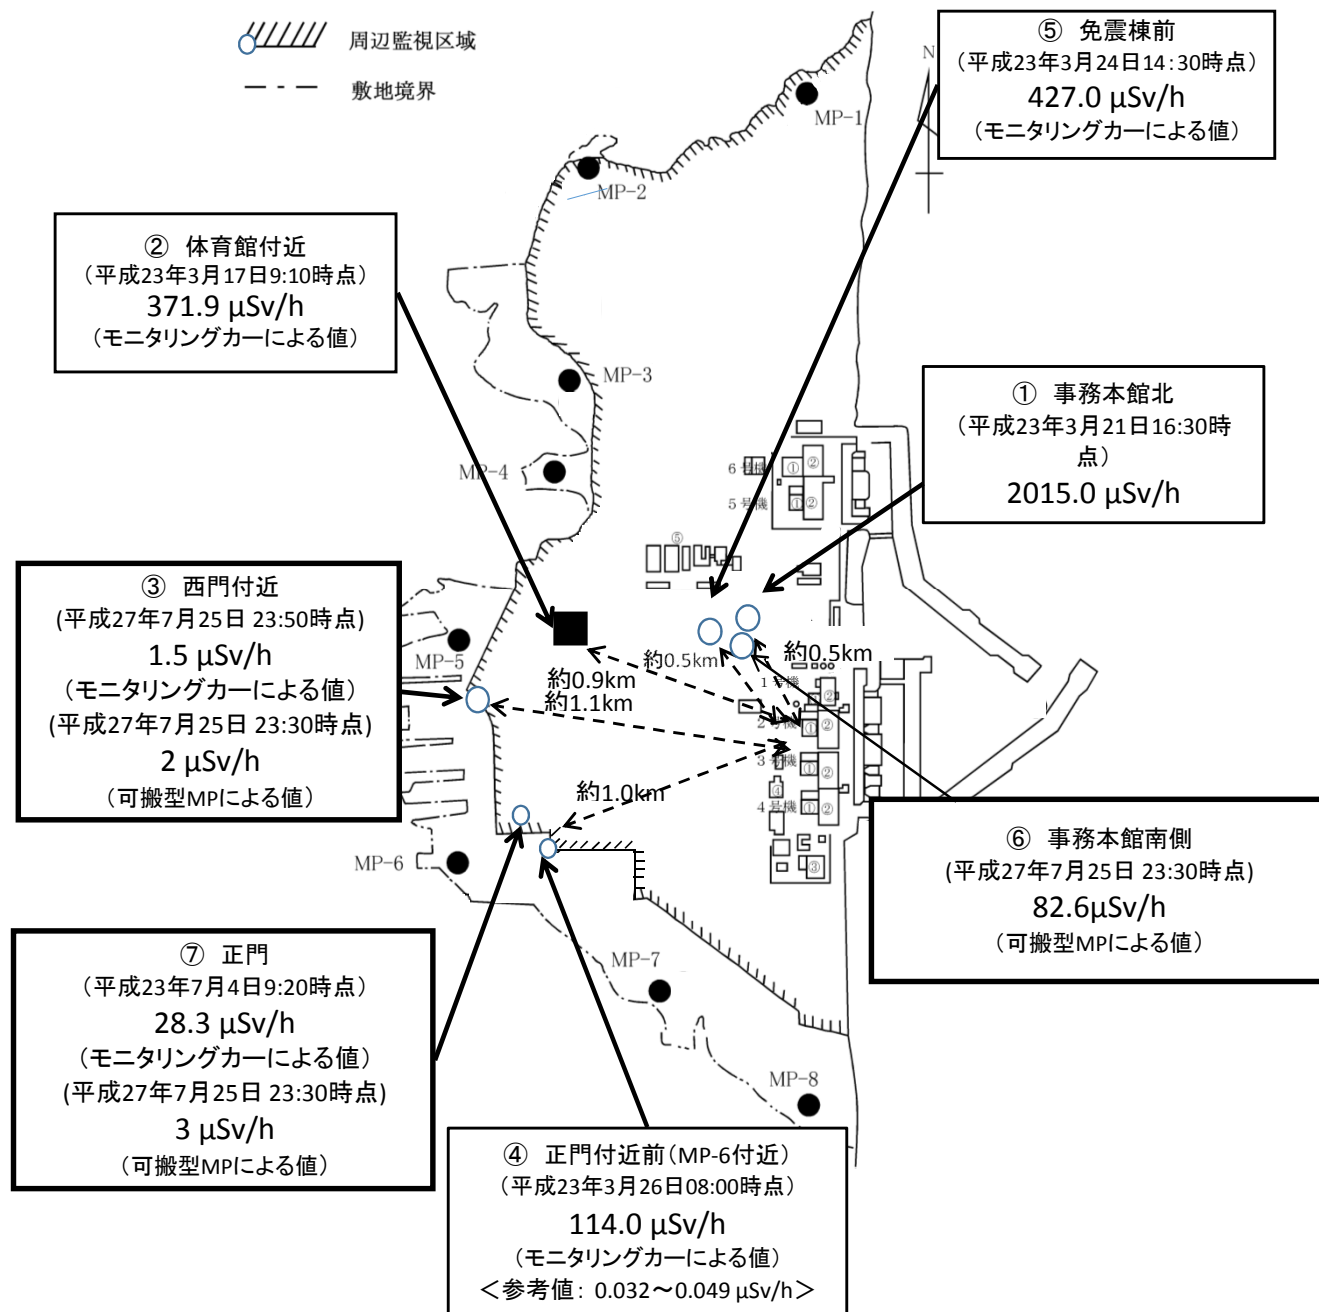 周辺監視区域
敷地境界
⑤ 免震棟前
(平成23年3月24日14:30時点)
427.0 μSv/h
(モニタリングカーによる値)
N
MP-1
MP-2
② 体育館付近
(平成23年3月17日9:10時点)
371.9 μSv/h
(モニタリングカーによる値)
MP-3
① 事務本館北
(平成23年3月21日16:30時
点)
2015.0 μSv/h
MP-4
6号機
①
②
5号機
①
②
⑤
③ 西門付近
(平成27年7月25日 23:50時点)
1.5 μSv/h
(モニタリングカーによる値)
(平成27年7月25日 23:30時点)
2 μSv/h
(可搬型MPによる値)
MP-5
約0.5km
約0.5km
約0.9km
約1.1km
1号機
②
2号機
①
②
3号機
①
②
④
約1.0km
4号機
①
②
③
MP-6
⑥ 事務本館南側
(平成27年7月25日 23:30時点)
82.6μSv/h
(可搬型MPによる値)
⑦ 正門
(平成23年7月4日9:20時点)
28.3 μSv/h
(モニタリングカーによる値)
(平成27年7月25日 23:30時点)
3 μSv/h
(可搬型MPによる値)
MP-7
MP-8
④ 正門付近前(MP-6付近)
(平成23年3月26日08:00時点)
114.0 μSv/h
(モニタリングカーによる値)
<参考値: 0.032～0.049 μSv/h>